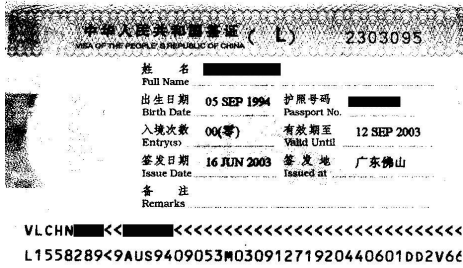 中华人民共和国签证 ( L ) 2303095
VISA OF THE PEOPLE'S REPUBLIC OF CHINA
姓 名
Full Name
出生日期 05 SEP 1994 护照号码
Birth Date Passport No.
入境次数 00(零) 有效期至 12 SEP 2003
Entry(s) Valid Until
签发日期 16 JUN 2003 签 发 地 广东佛山
Issue Date Issued at
备 注
Remarks
VLCHN <<  <<<<<<<<<<<<<<<<<<<<<<<<<<<
L1558289<9AUS9409053M03091271920440601DD2V66